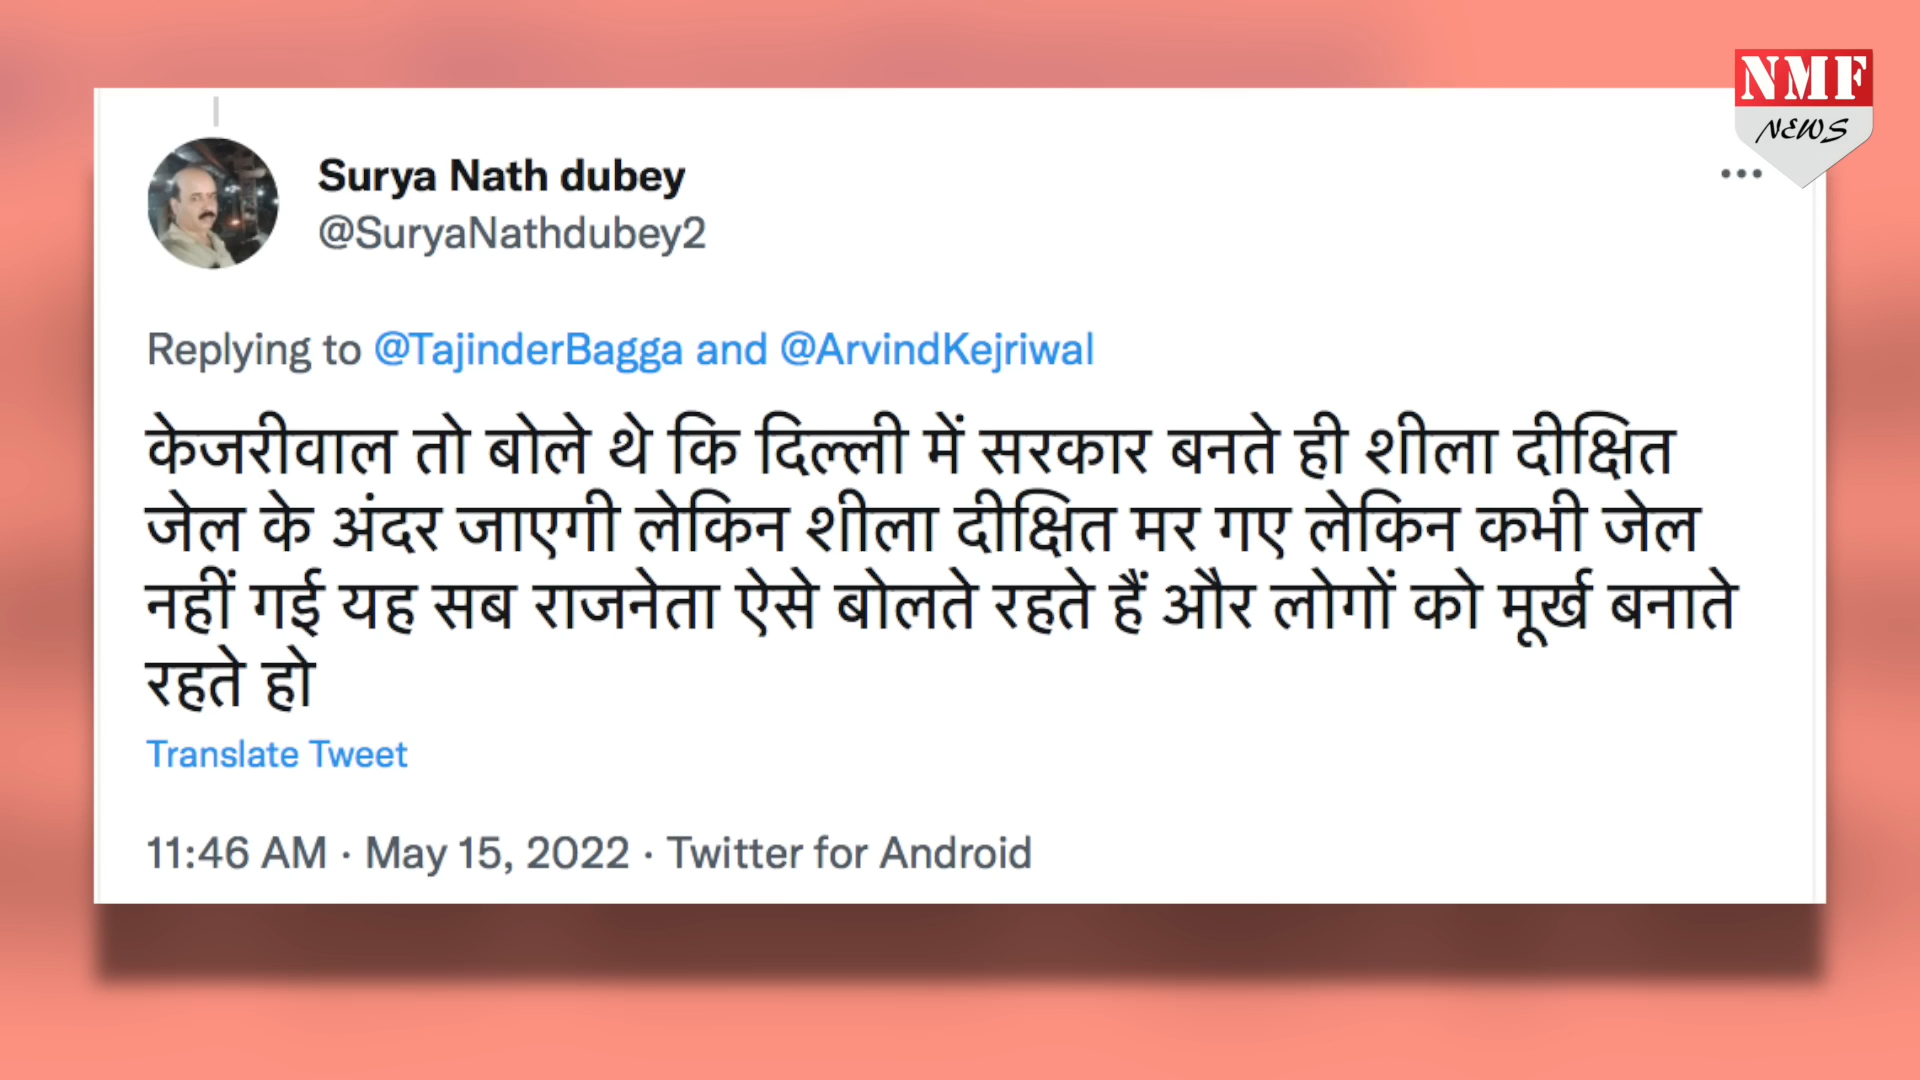 NMF
NEWS
Surya Nath dubey
@SuryaNathdubey2
Replying to @TajinderBagga and @ArvindKejriwal
केजरीवाल तो बोले थे कि दिल्ली में सरकार बनते ही शीला दीक्षित
जेल के अंदर जाएगी लेकिन शीला दीक्षित मर गए लेकिन कभी जेल
नहीं गई यह सब राजनेता ऐसे बोलते रहते हैं और लोगों को मूर्ख बनाते
रहते हो
Translate Tweet
11:46 AM · May 15, 2022 · Twitter for Android